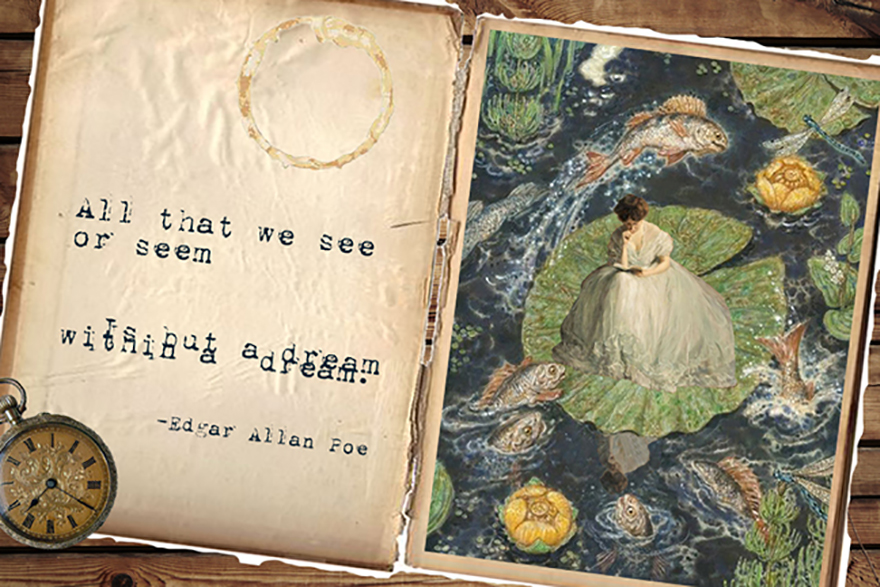 All that we see
or seem
Is but a dream
within a dream.
-Edgar Allan Poe